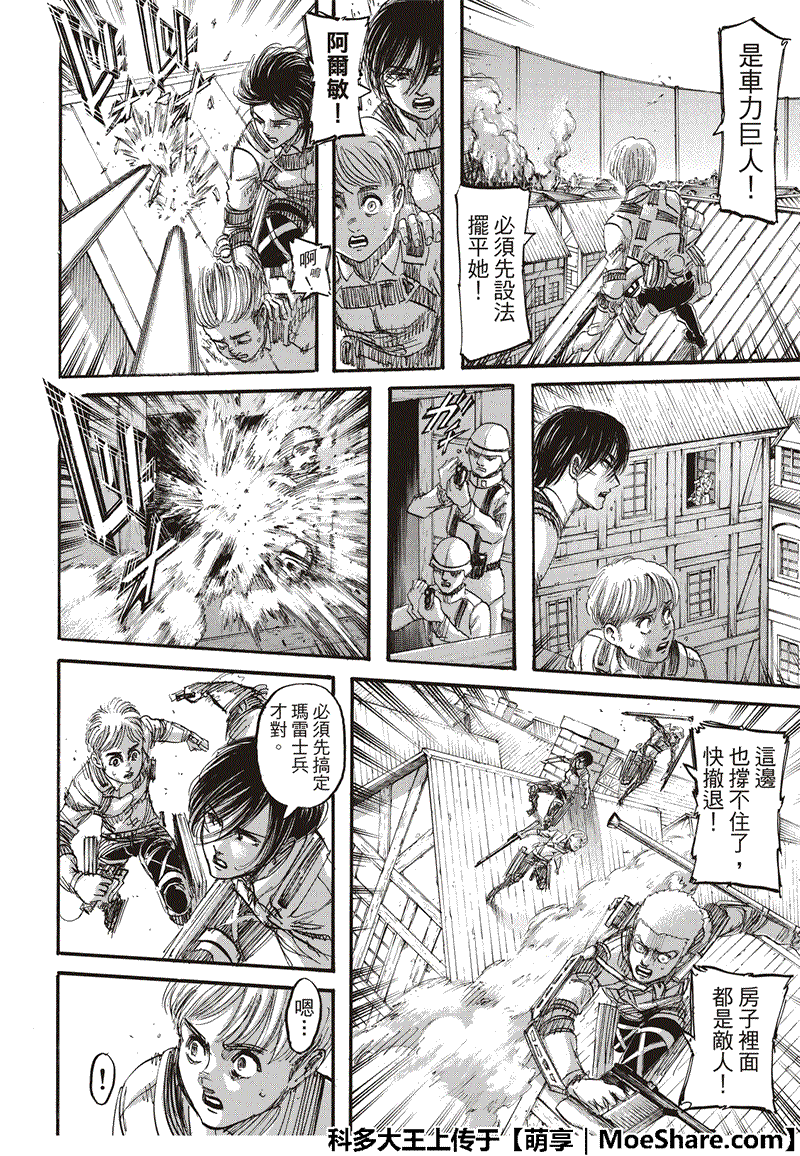 是車力巨人！
必須先設法
擺平她！
阿爾敏！
啊
嗚！
ガッ
這邊
也撐不住了，
快撤退！
房子裡面
都是敵人！
必須先搞定
瑪雷士兵
才對。
嗯…
！
科多大王上传于【萌享】MoeShare.com】